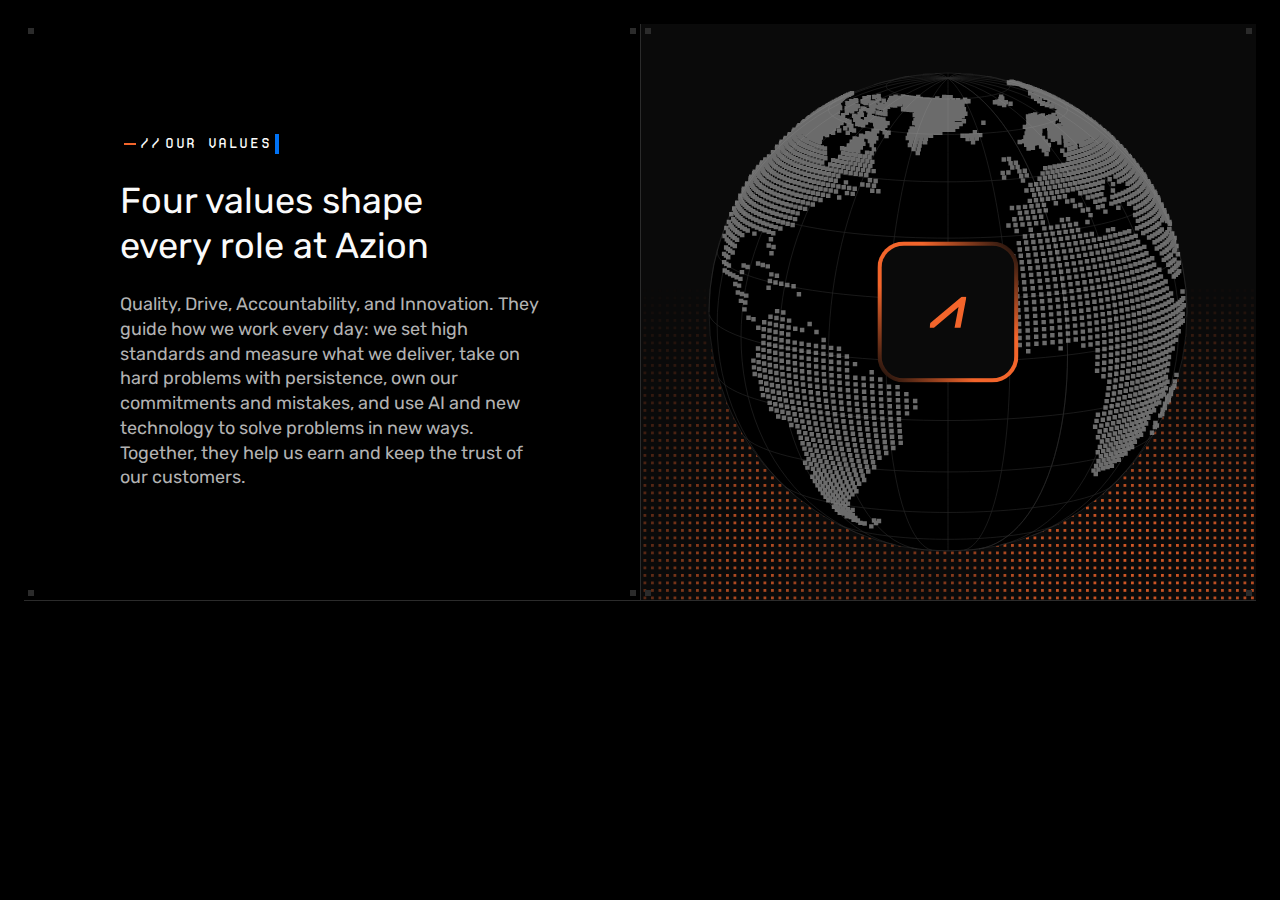 // OUR VALUES
Four values shape
every role at Azion
Quality, Drive, Accountability, and Innovation. They
guide how we work every day: we set high
standards and measure what we deliver, take on
hard problems with persistence, own our
commitments and mistakes, and use AI and new
technology to solve problems in new ways.
Together, they help us earn and keep the trust of
our customers.